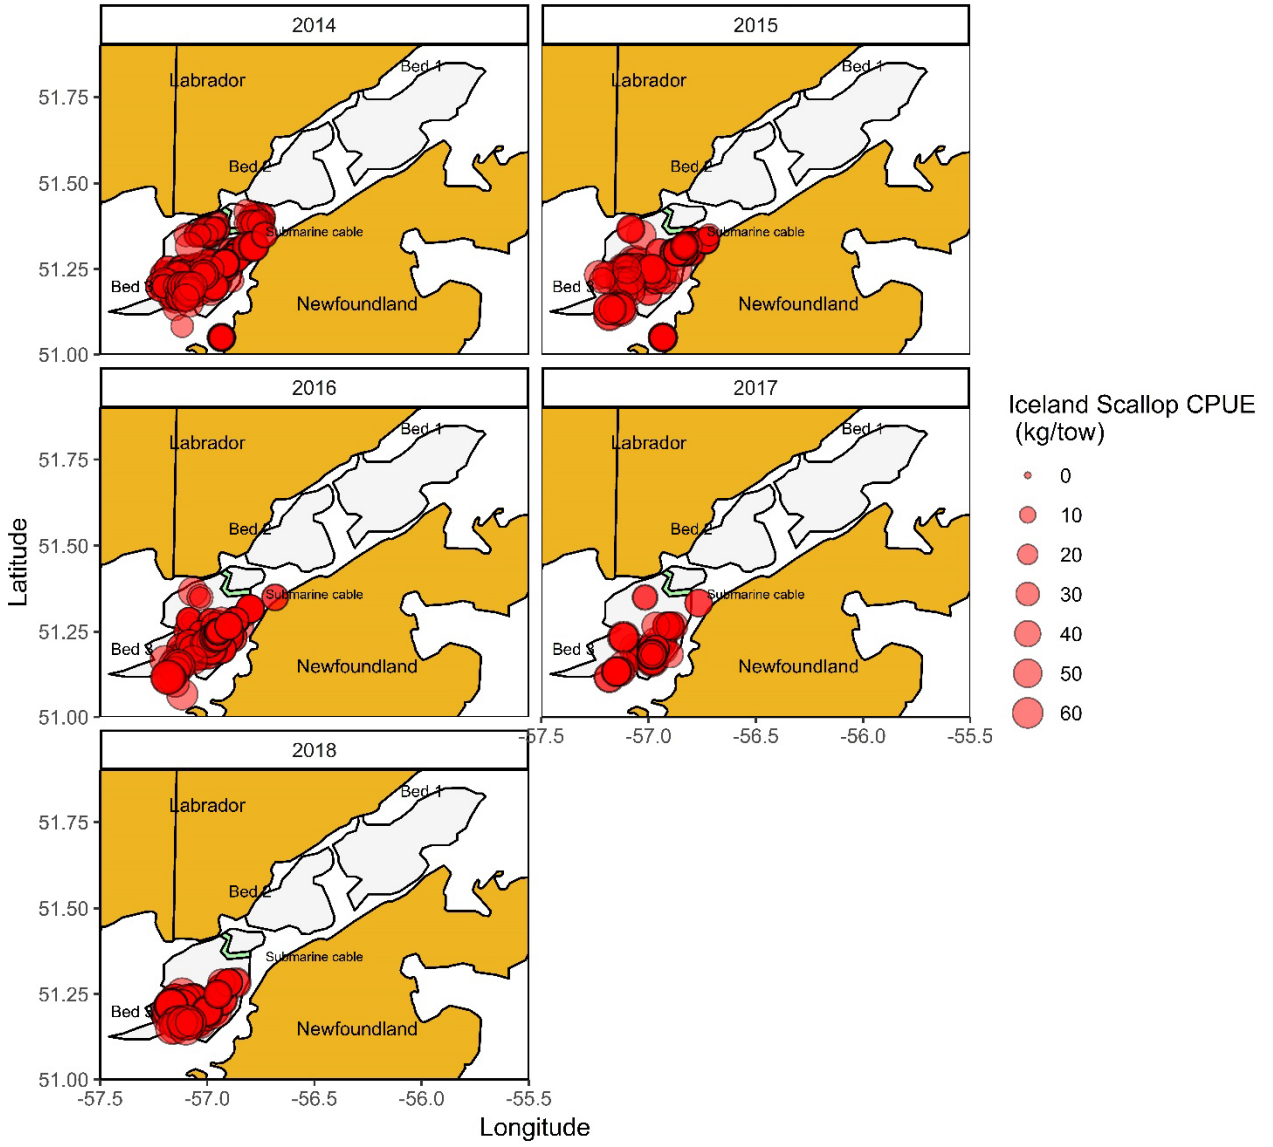 2014
2015
Labrador
Bed 1
Bed 2
Submarine cable
Bed 3
Newfoundland
51.75
51.50
51.25
51.00
Labrador
Bed 1
Bed 2
Submarine cable
Bed
Newfoundland
2016
2017
Labrador
Bed 1
Bed 2
Submarine cable
Bed 3
Newfoundland
51.75
51.50
51.25
51.00
Labrador
Bed 1
Bed 2
Submarine cable
Bed 3
Newfoundland
-57.5
-57.0
-56.5
-56.0
-55.5
2018
Labrador
Bed 1
Bed 2
Submarine cable
Bed 3
Newfoundland
51.75
51.50
51.25
51.00
-57.5
-57.0
-56.5
-56.0
-55.5
Latitude
Longitude
Iceland Scallop CPUE
(kg/tow)
0
10
20
30
40
50
60